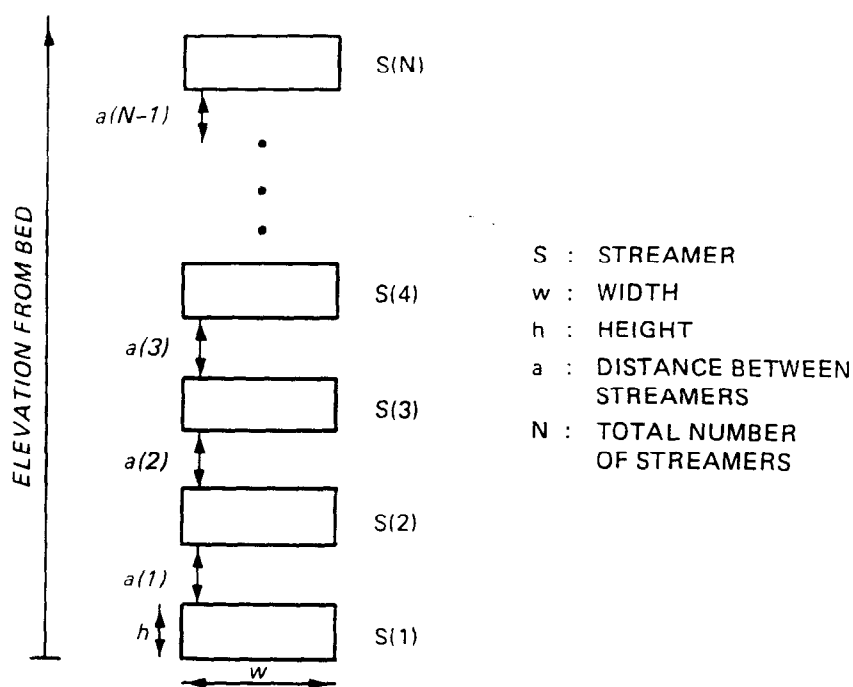 S(N)
a(N-1)
ELEVATION FROM BED
S(4)
a(3)
S(3)
a(2)
S(2)
a(1)
h
S(1)
w
S : STREAMER
w : WIDTH
h : HEIGHT
a : DISTANCE BETWEEN
STREAMERS
N : TOTAL NUMBER
OF STREAMERS